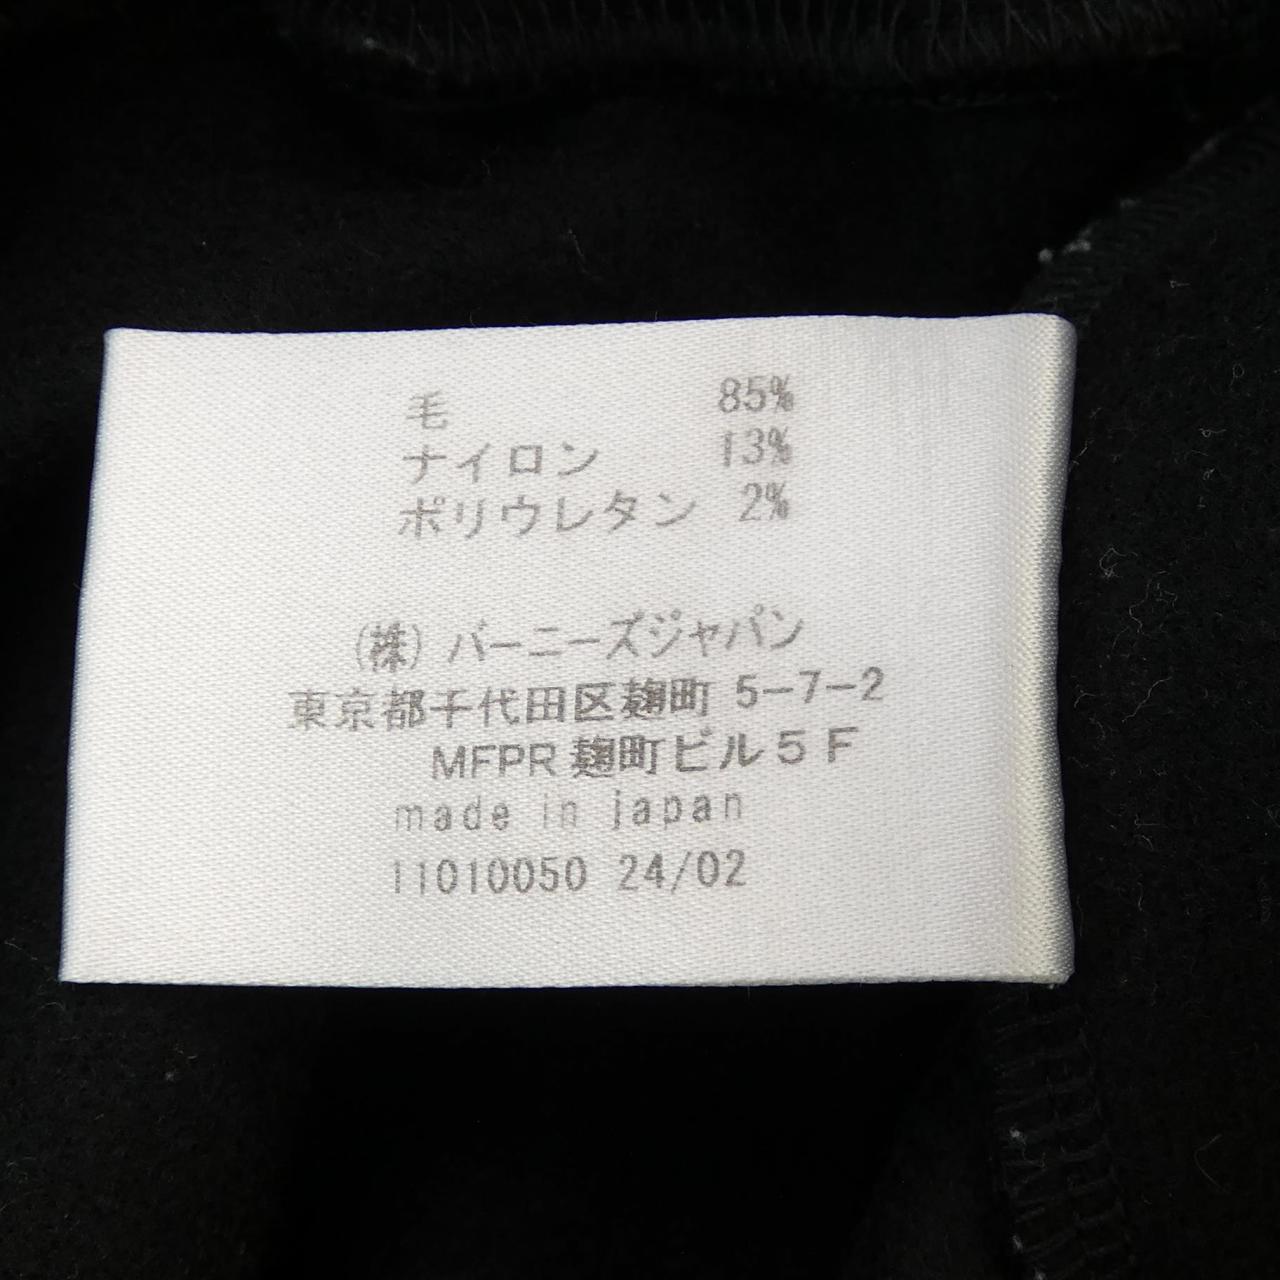 毛 85%
ナイロン 13%
ポリウレタン 2%
(株) バーニーズジャパン
東京都千代田区麹町 5-7-2
MFPR 麹町ビル5F
made in japan
11010050 24/02